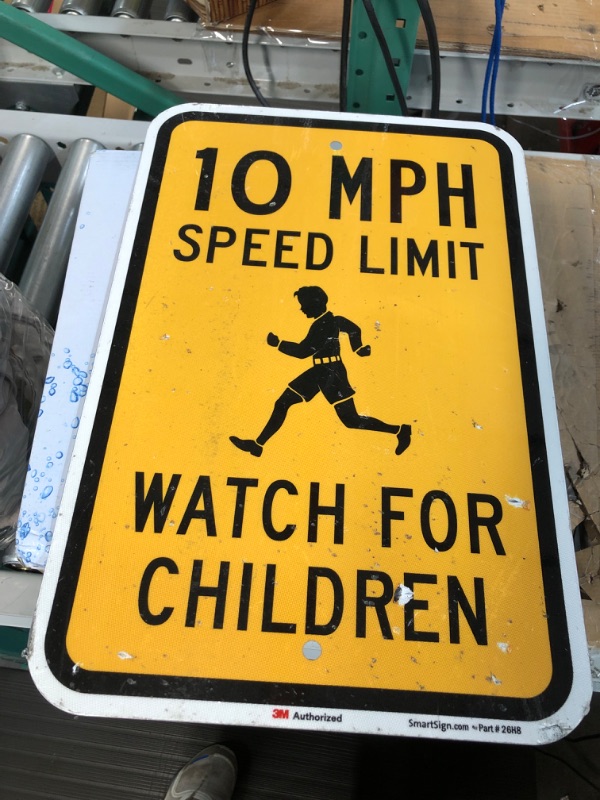 10 MPH
SPEED LIMIT
WATCH FOR
CHILDREN
3M Authorized
SmartSign.com Part # 26H8